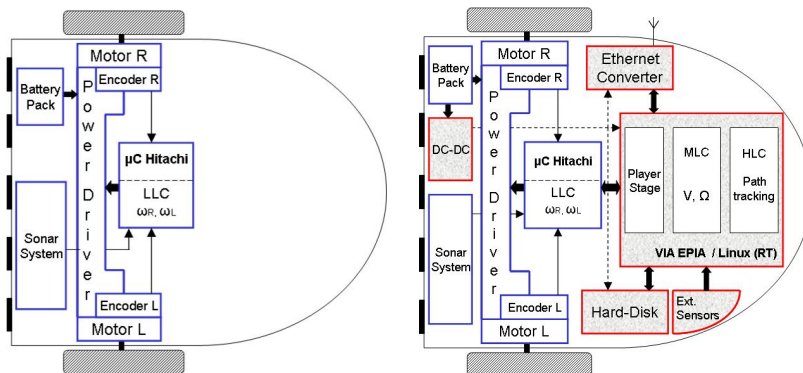 Motor R
Encoder R
Battery
Pack
Power Driver
µC Hitachi
LLC
ωR, ωL
Sonar
System
Encoder L
Motor L
Motor R
Encoder R
Battery
Pack
DC-DC
Power Driver
µC Hitachi
LLC
ωR, ωL
Sonar
System
Encoder L
Motor L
Ethernet
Converter
Player
Stage
MLC
V, Ω
HLC
Path
tracking
VIA EPIA / Linux (RT)
Hard-Disk
Ext.
Sensors